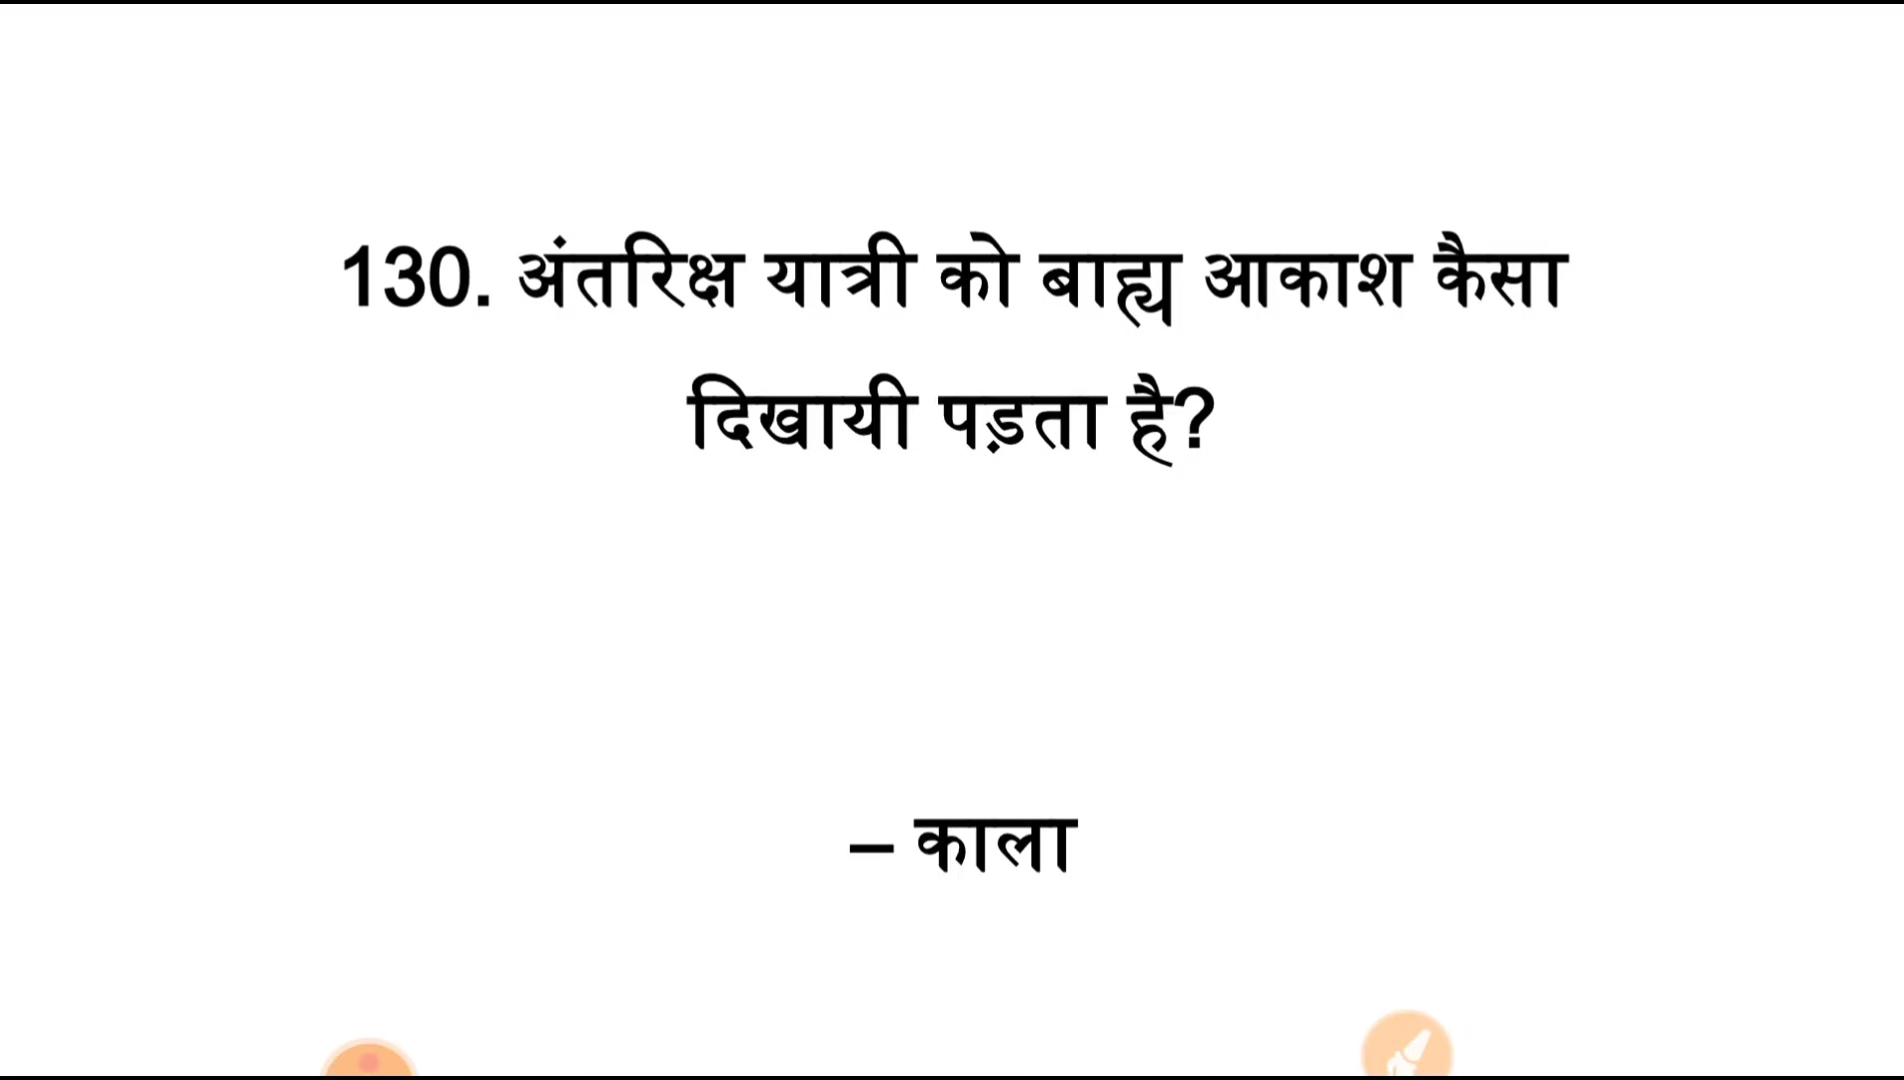 130. अंतरिक्ष यात्री को बाह्य आकाश कैसा
दिखायी पड़ता है?
– काला